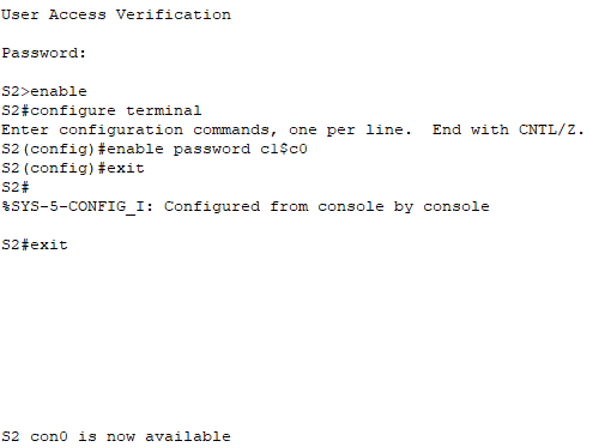 User Access Verification
Password:
S2>enable
S2#configure terminal
Enter configuration commands, one per line.  End with CNTL/Z.
S2(config)#enable password c1$c0
S2(config)#exit
S2#
%SYS-5-CONFIG_I: Configured from console by console
S2#exit
S2 con0 is now available